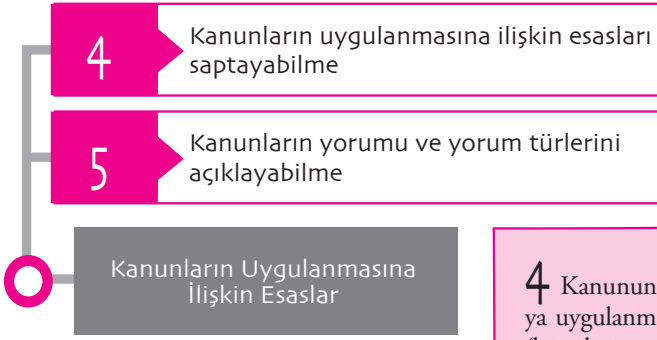 4
Kanunların uygulanmasına ilişkin esasları
saptayabilme
5
Kanunların yorumu ve yorum türlerini
açıklayabilme
Kanunların Uygulanmasına
İlişkin Esaslar
4 Kanunun
ya uygulanm